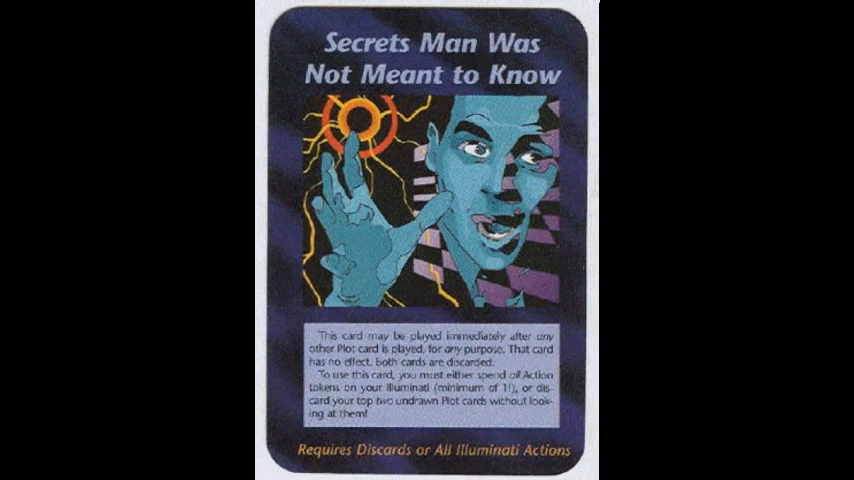 Secrets Man Was
Not Meant to Know
This card may be played immediately after any
other Plot card is played, for any purpose. That card
has no effect. Both cards are discarded.
To use this card, you must either spend all Action
tokens on your Illuminati (minimum of 1!), or dis-
card your top two undrawn Plot cards without look-
ing at them!
Requires Discards or All Illuminati Actions